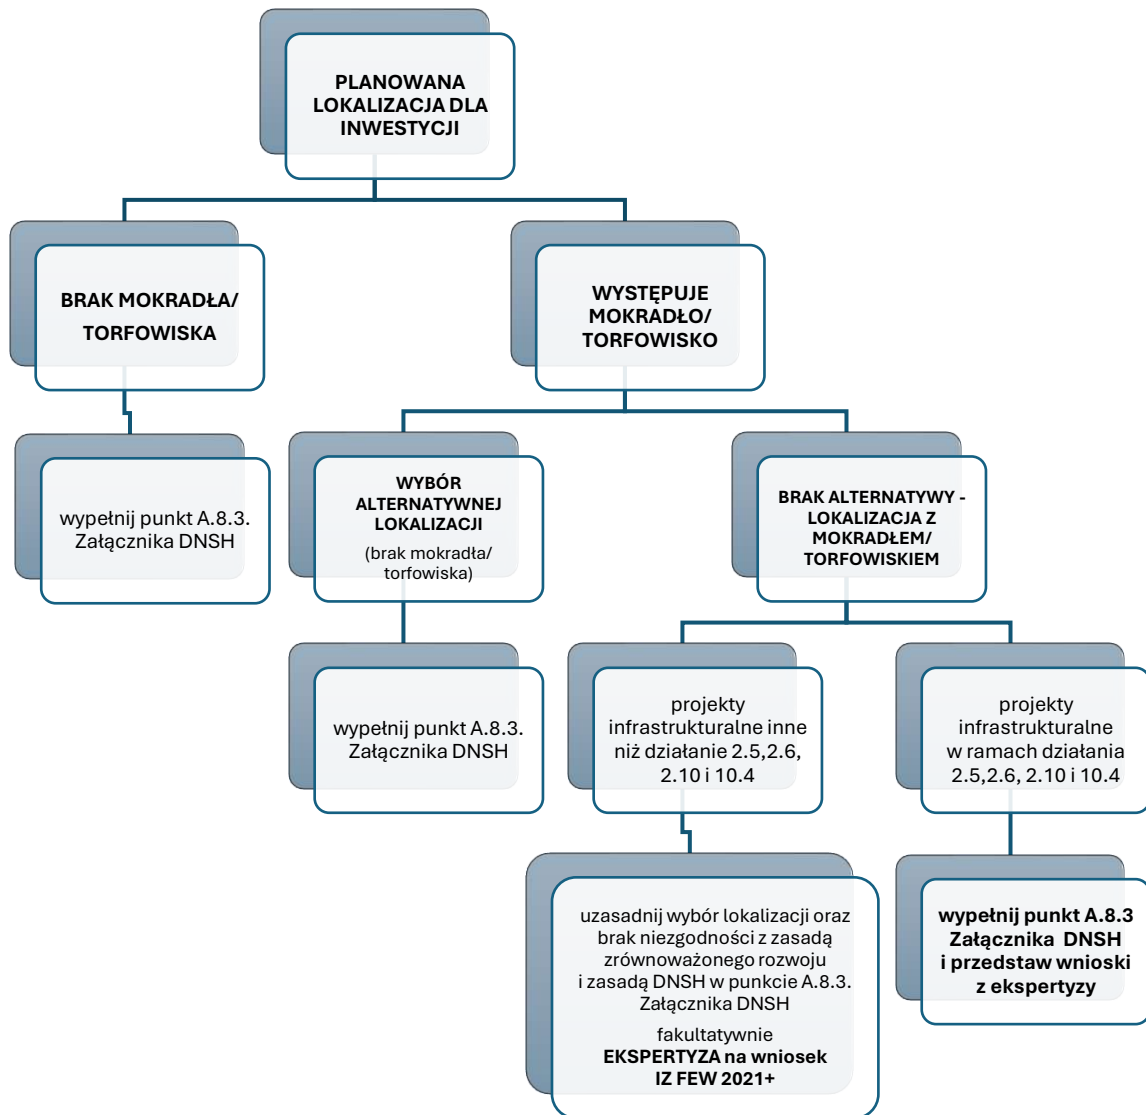 PLANOWANA
LOKALIZACJA DLA
INWESTYCJI
BRAK MOKRADŁA/
TORFOWISKA
WYSTĘPUJE
MOKRADŁO/
TORFOWISKO
wypełnij punkt A.8.3.
Załącznika DNSH
WYBÓR
ALTERNATYWNEJ
LOKALIZACJI
(brak mokradła/
torfowiska)
BRAK ALTERNATYWY -
LOKALIZACJA Z
MOKRADŁEM/
TORFOWISKIEM
wypełnij punkt A.8.3.
Załącznika DNSH
projekty
infrastrukturalne inne
niż działanie 2.5,2.6,
2.10 i 10.4
projekty
infrastrukturalne
w ramach działania
2.5,2.6, 2.10 i 10.4
uzasadnij wybór lokalizacji oraz
brak niezgodności z zasadą
zrównoważonego rozwoju
i zasadą DNSH w punkcie A.8.3.
Załącznika DNSH
fakultatywnie
EKSPERTYZA na wniosek
IZ FEW 2021+
wypełnij punkt A.8.3
Załącznika DNSH
i przedstaw wnioski
z ekspertyzy